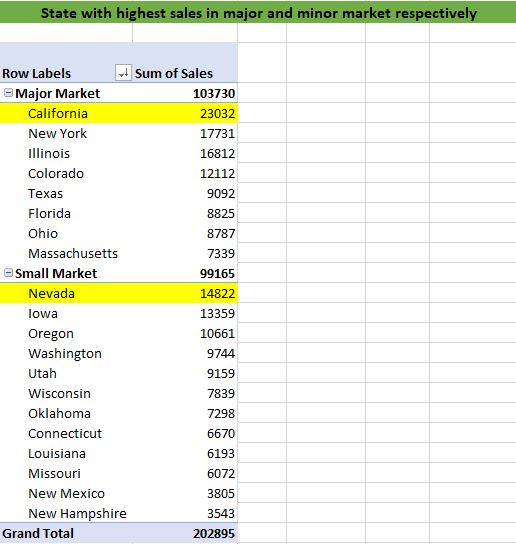 State with highest sales in major and minor market respectively
Row Labels Sum of Sales
Major Market 103730
California 23032
New York 17731
Illinois 16812
Colorado 12112
Texas 9092
Florida 8825
Ohio 8787
Massachusetts 7339
Small Market 99165
Nevada 14822
Iowa 13359
Oregon 10661
Washington 9744
Utah 9159
Wisconsin 7839
Oklahoma 7298
Connecticut 6670
Louisiana 6193
Missouri 6072
New Mexico 3805
New Hampshire 3543
Grand Total 202895